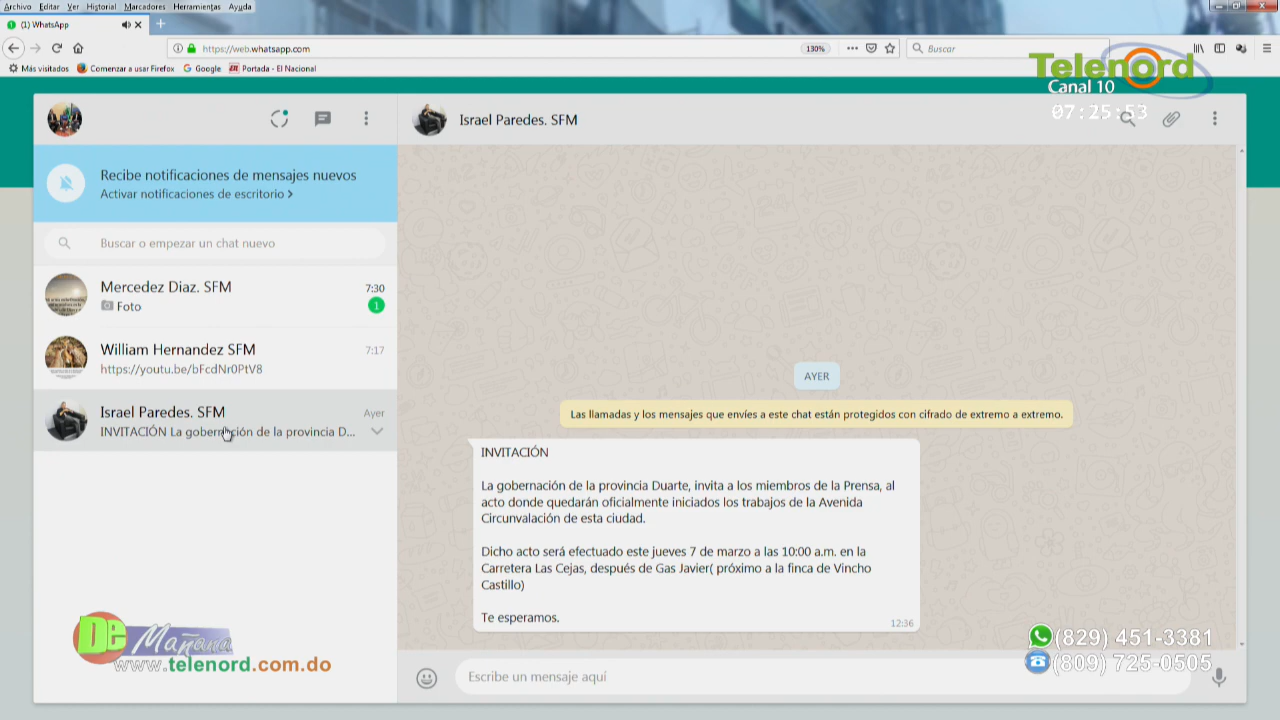 Archivo Editar Ver Historial Marcadores Herramientas Ayuda
(1) WhatsApp
https://web.whatsapp.com
130%
Buscar
Más visitados Comenzar a usar Firefox Google Portada - El Nacional
Telenord
Canal 10
07:25:53
Israel Paredes. SFM
Recibe notificaciones de mensajes nuevos
Activar notificaciones de escritorio >
Buscar o empezar un chat nuevo
Mercedez Diaz. SFM 7:30
Foto 1
William Hernandez SFM 7:17
https://youtu.be/bFcdNr0PtV8
Israel Paredes. SFM Ayer
INVITACIÓN La gobernación de la provincia D...
AYER
Las llamadas y los mensajes que envíes a este chat están protegidos con cifrado de extremo a extremo.
INVITACIÓN
La gobernación de la provincia Duarte, invita a los miembros de la Prensa, al
acto donde quedarán oficialmente iniciados los trabajos de la Avenida
Circunvalación de esta ciudad.
Dicho acto será efectuado este jueves 7 de marzo a las 10:00 a.m. en la
Carretera Las Cejas, después de Gas Javier( próximo a la finca de Vincho
Castillo)
Te esperamos.
12:36
De Mañana
www.telenord.com.do
(829) 451-3381
(809) 725-0505
Escribe un mensaje aquí